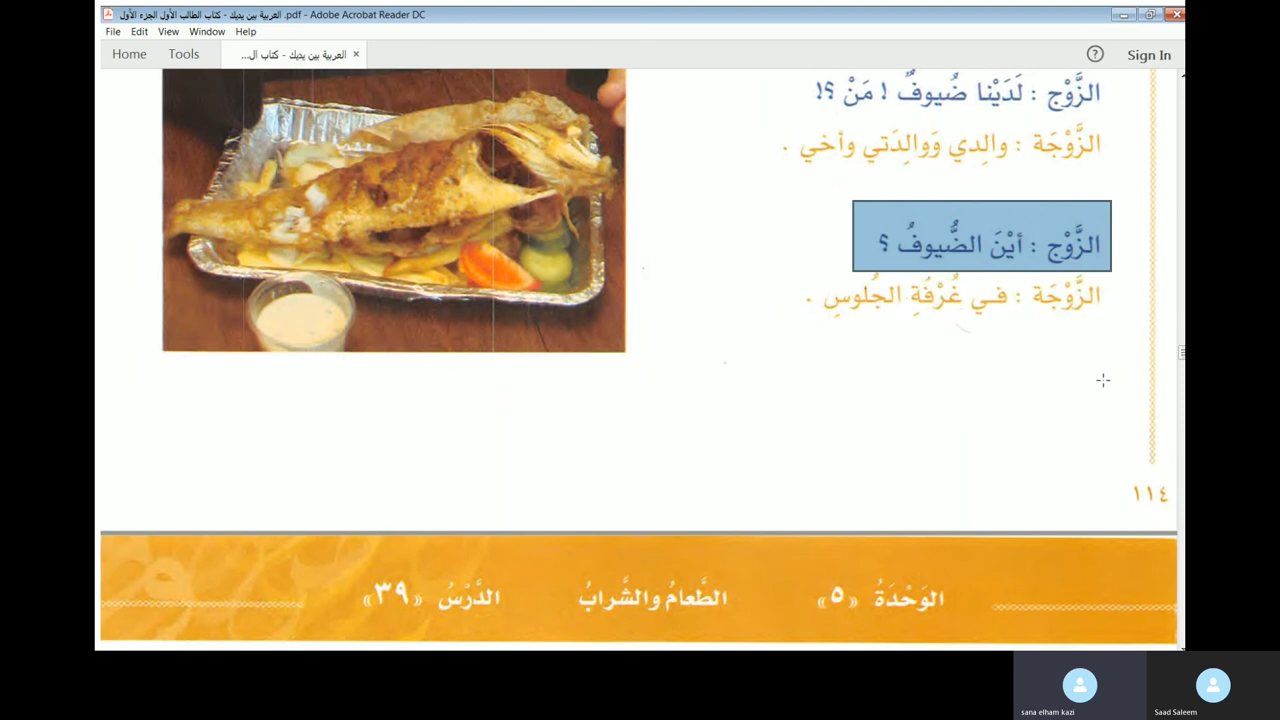 العربية بين يديك - كتاب الطالب الأول الجزء الأول.pdf - Adobe Acrobat Reader DC
File Edit View Window Help
Home Tools العربية بين يديك - كتاب ال... × ? Sign In
الزَّوْج : لَدَيْنا ضُيوفٌ ! مَنْ ؟!
الزَّوْجَة : والِدي وَوالِدَتي وأخي .
الزَّوْج : أيْنَ الضُّيوفُ ؟
الزَّوْجَة : فـي غُرْفَةِ الجُلوسِ .
١١٤
الوَحْدَةُ «٥» الطَّعامُ والشَّرابُ الدَّرْسُ «٣٩»
sana elham kazi
Saad Saleem